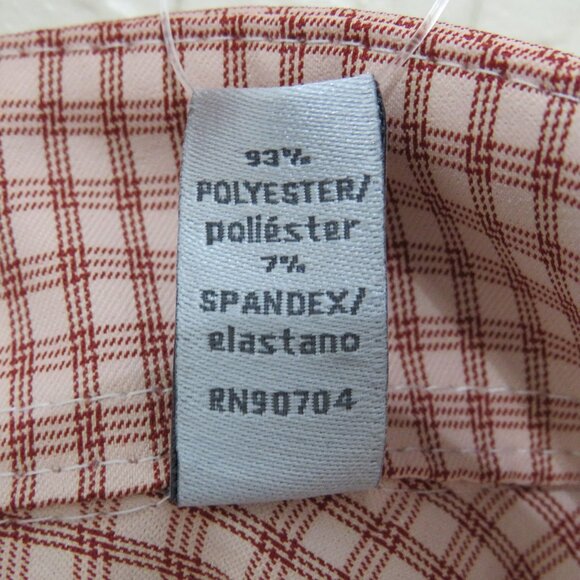 93%
POLYESTER/
poliéster
7%
SPANDEX/
elastano
RN90704